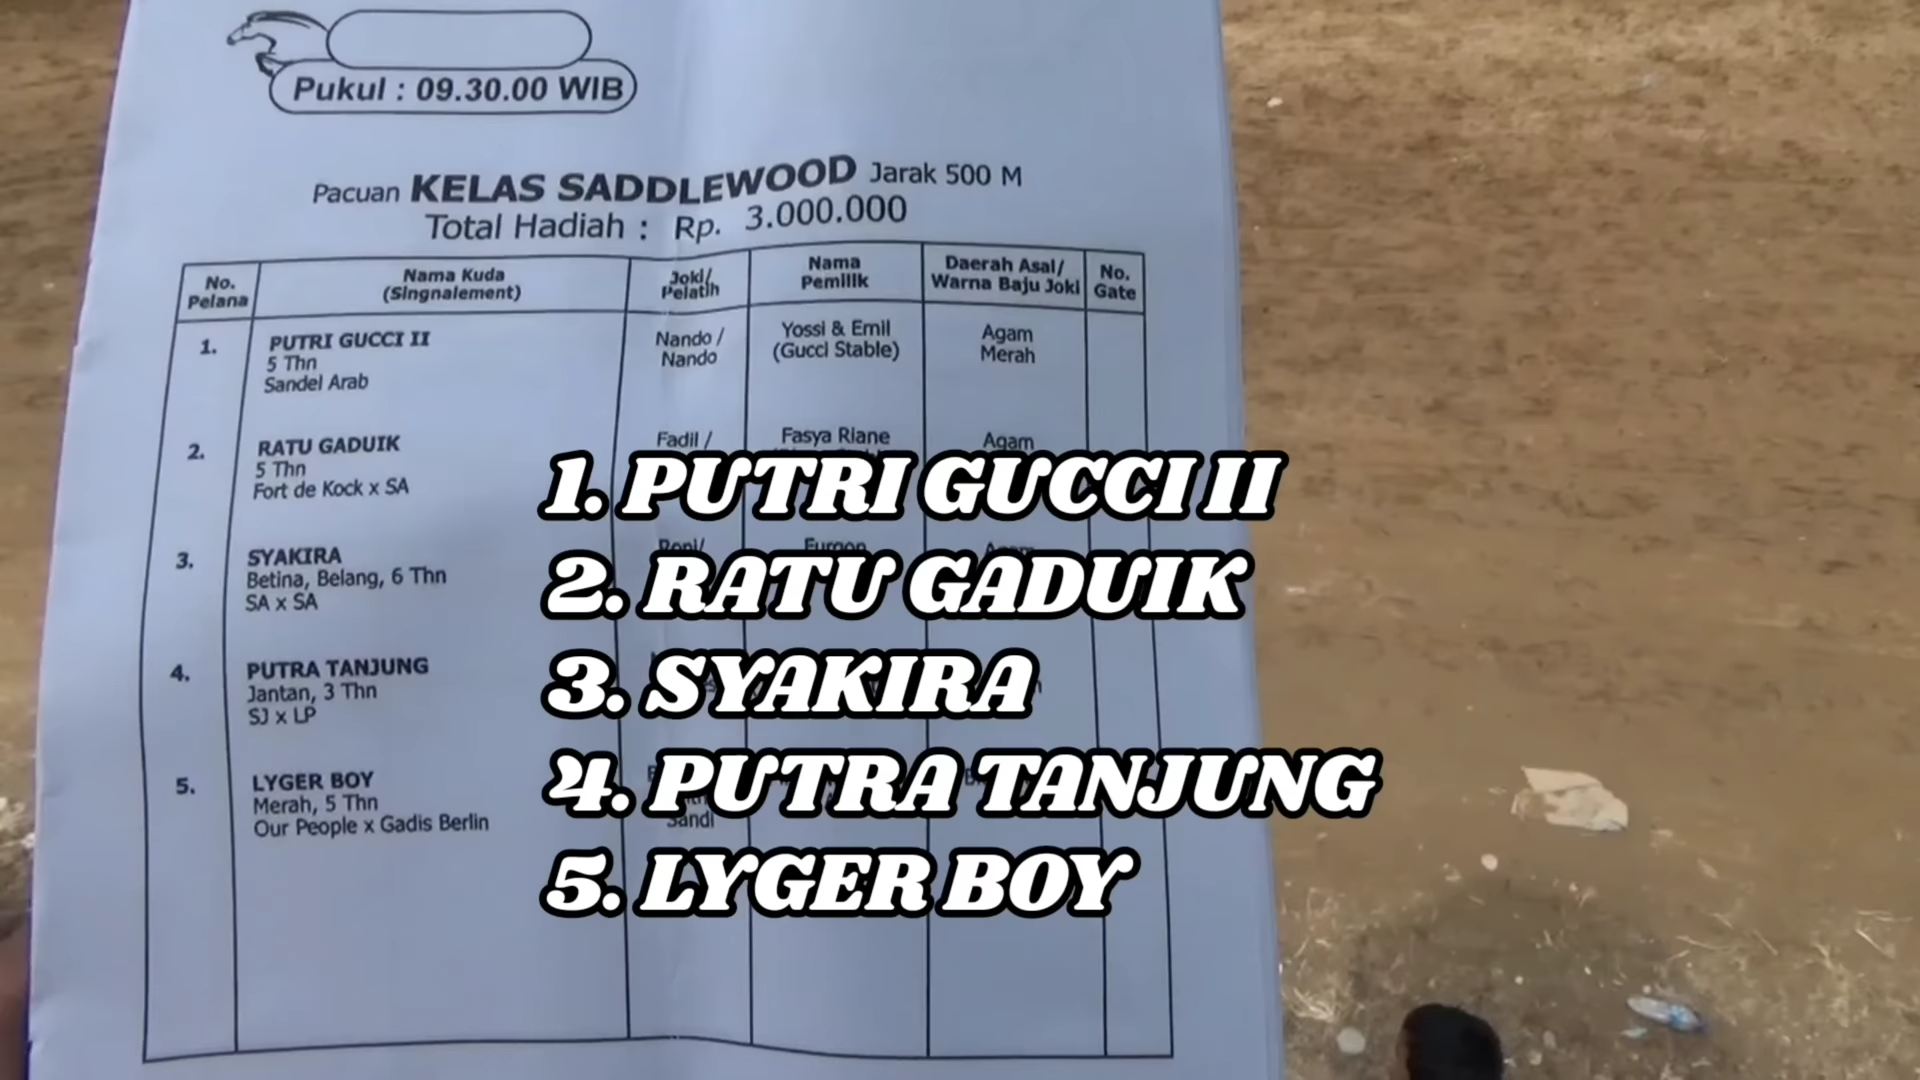 Pukul : 09.30.00 WIB
Pacuan KELAS SADDLEWOOD Jarak 500 M
Total Hadiah : Rp. 3.000.000
No. Pelana
Nama Kuda (Singnalement)
Joki/ Pelatih
Nama Pemilik
Daerah Asal/ Warna Baju Joki
No. Gate
1.
PUTRI GUCCI II
5 Thn
Sandel Arab
Nando /
Nando
Yossi & Emil
(Gucci Stable)
Agam
Merah
2.
RATU GADUIK
5 Thn
Fort de Kock x SA
Fadil /
Fasya Riane
Agam
3.
SYAKIRA
Betina, Belang, 6 Thn
SA x SA
Roni/
Furqon
Agam
4.
PUTRA TANJUNG
Jantan, 3 Thn
SJ x LP
5.
LYGER BOY
Merah, 5 Thn
Our People x Gadis Berlin
Sandi
1. PUTRI GUCCI II
2. RATU GADUIK
3. SYAKIRA
4. PUTRA TANJUNG
5. LYGER BOY